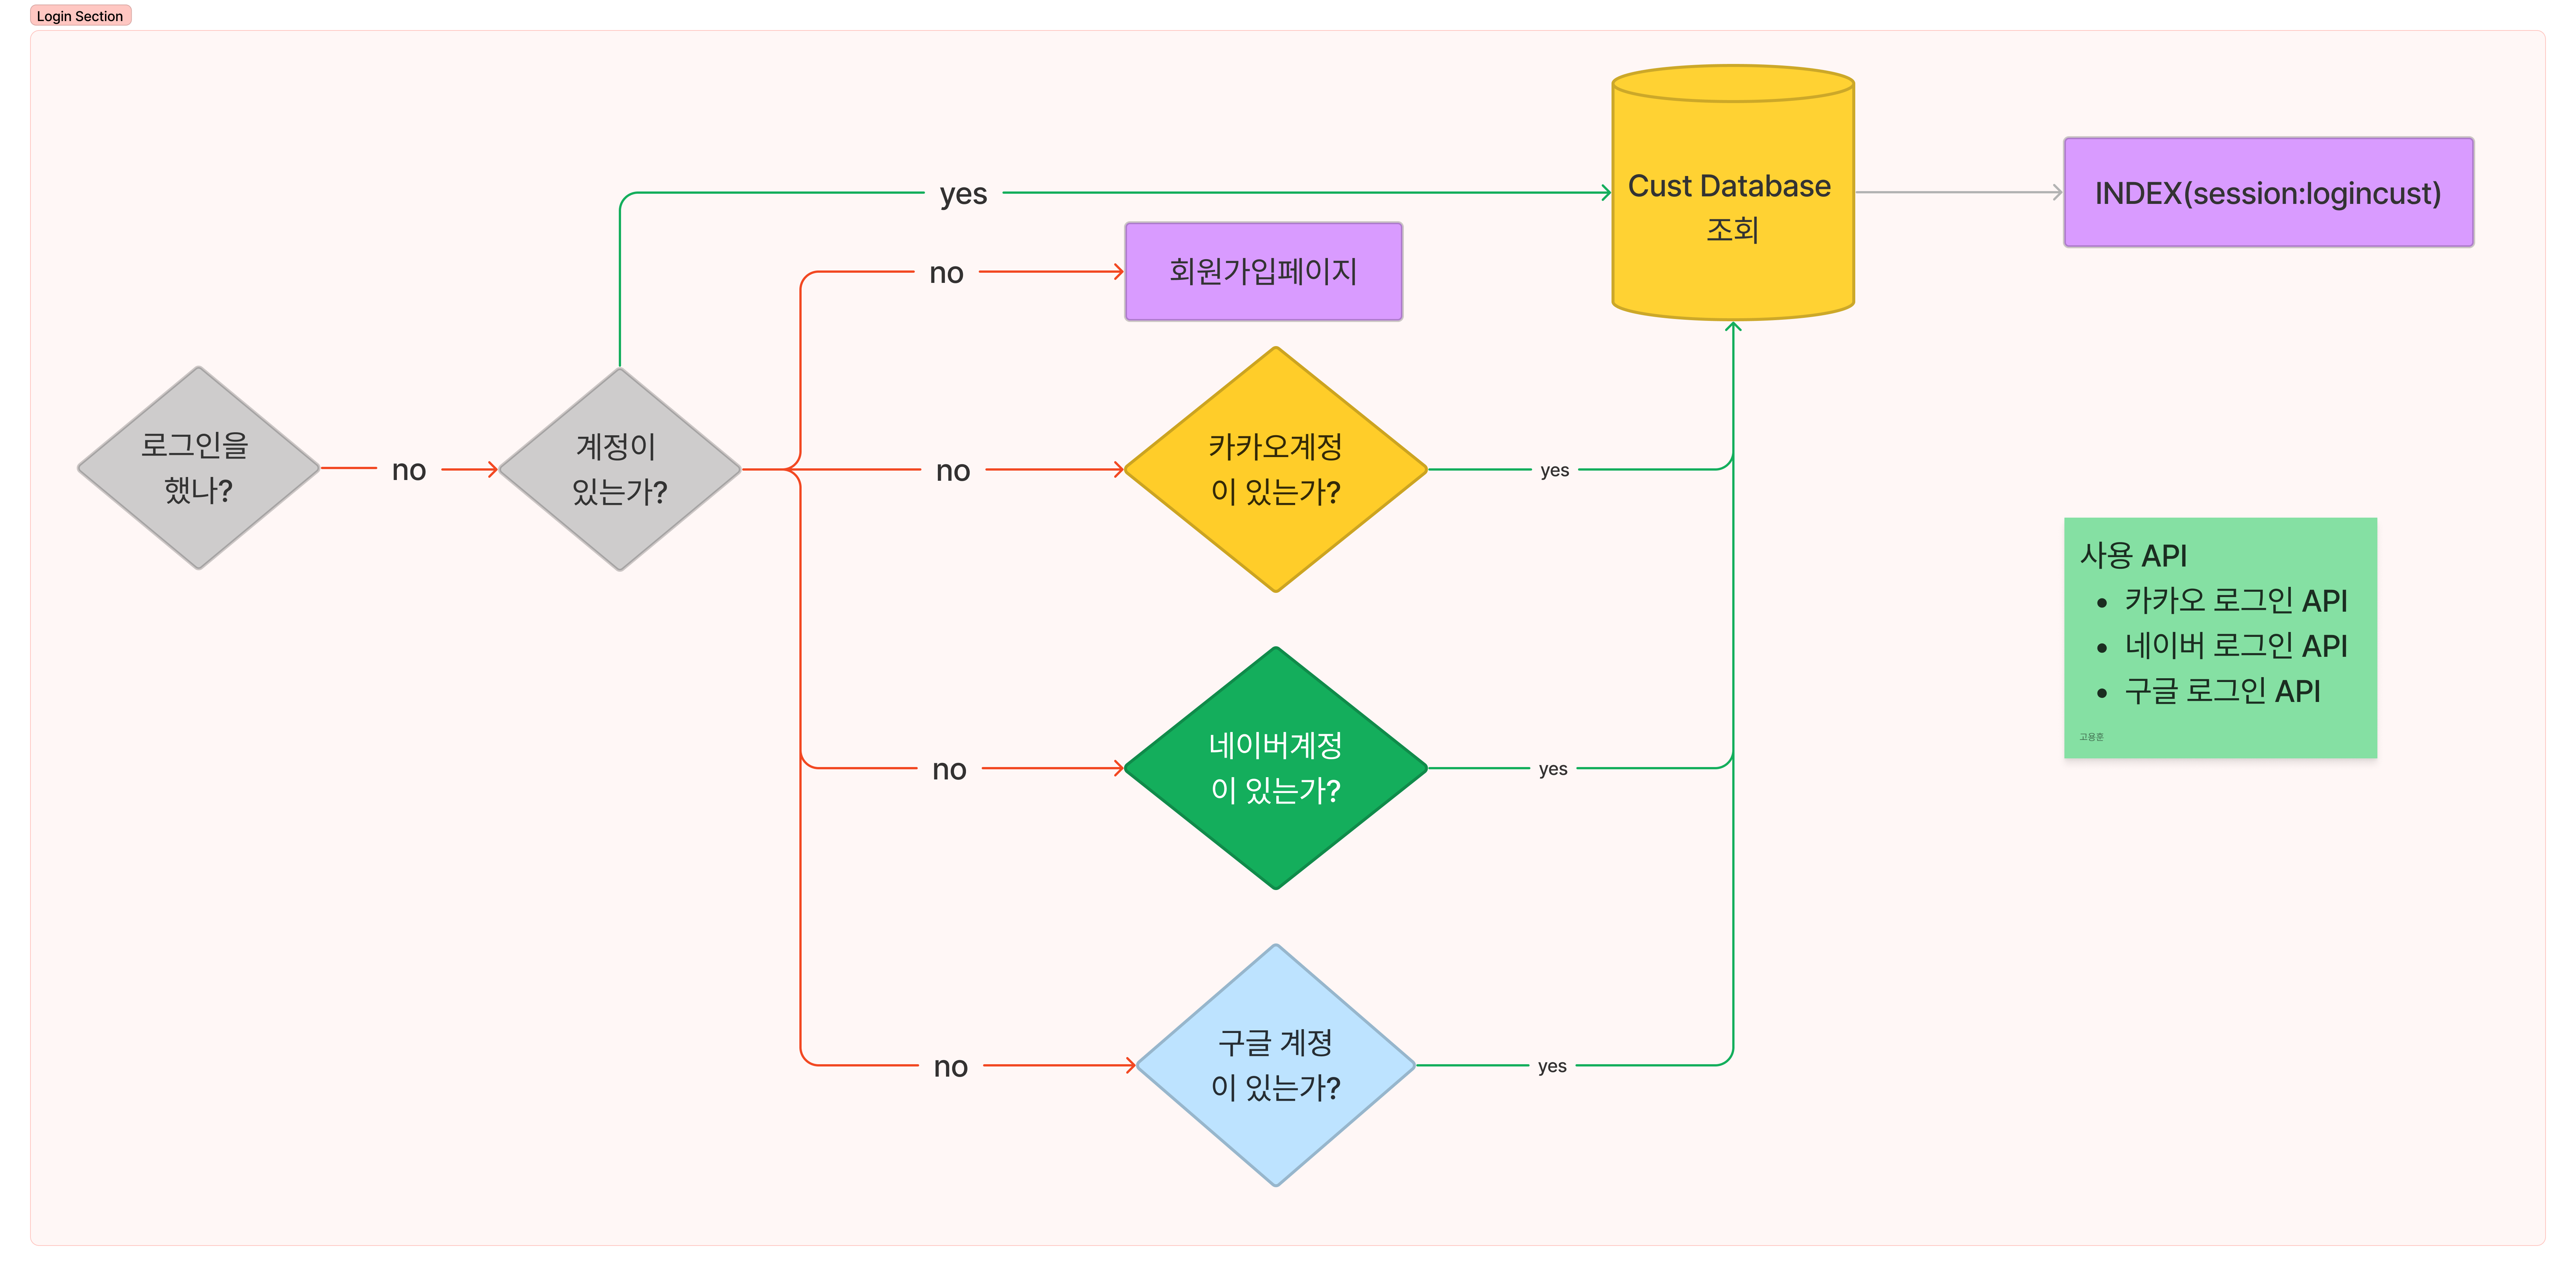 Login Section
yes
Cust Database
조회
INDEX(session:logincust)
no
회원가입페이지
로그인을
했나?
no
계정이
있는가?
no
카카오계정
이 있는가?
yes
사용 API
• 카카오 로그인 API
• 네이버 로그인 API
• 구글 로그인 API
고용훈
no
네이버계정
이 있는가?
yes
no
구글 계졍
이 있는가?
yes